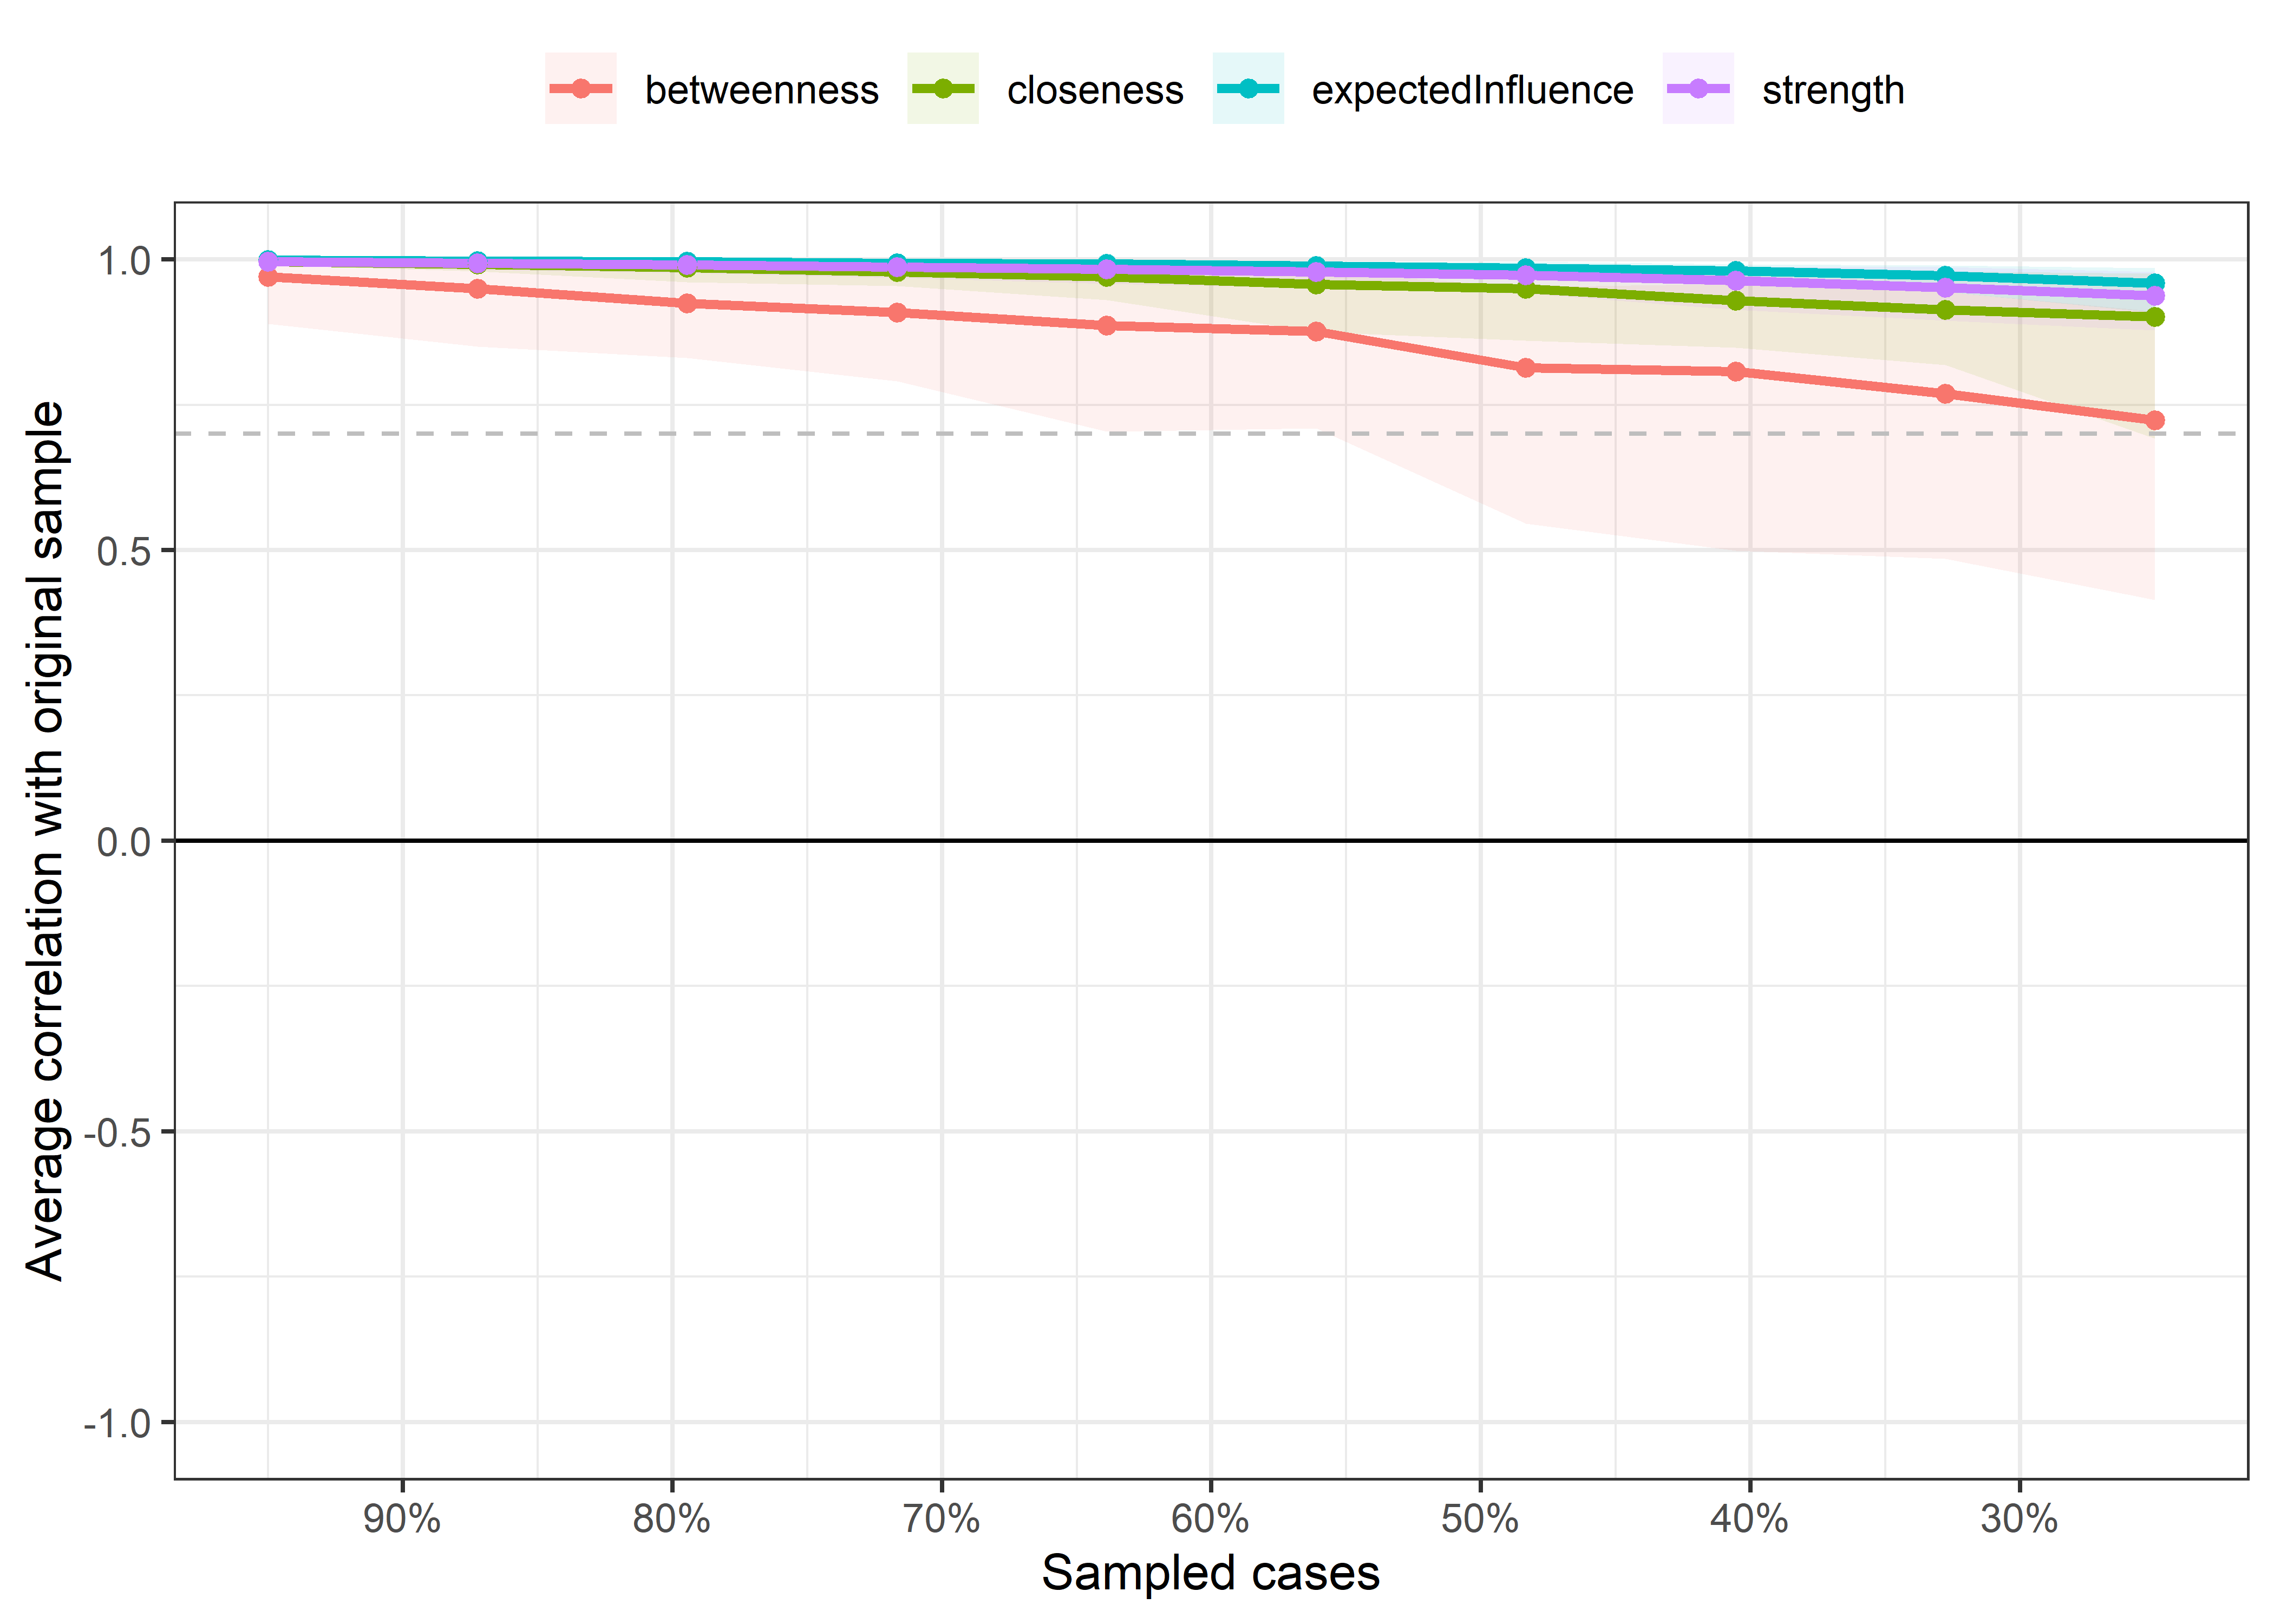 betweenness closeness expectedInfluence strength
Average correlation with original sample
1.0
0.5
0.0
-0.5
-1.0
90% 80% 70% 60% 50% 40% 30%
Sampled cases